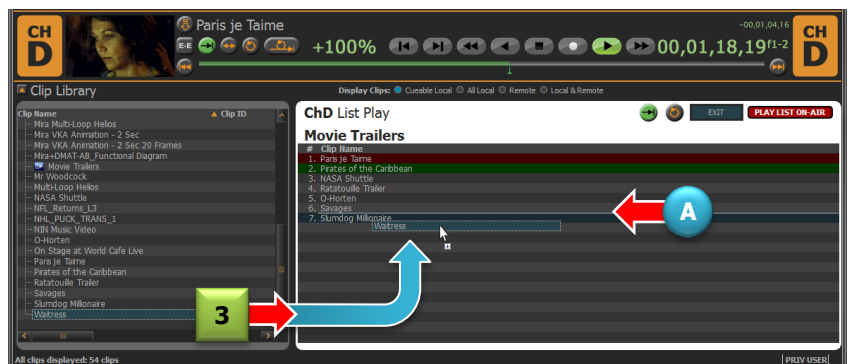 CH
D
Paris je Taime
E-E
+100%
-00,01,04,16
00,01,18,19f1-2
CH
D
Clip Library
Display Clips: Cueable Local All Local Remote Local & Remote
Clip Name Clip ID
Mira Multi-Loop Helios
Mira VKA Animation - 2 Sec
Mira VKA Animation - 2 Sec 20 Frames
Mira+DMAT-AB_Functional Diagram
Movie Trailers
Mr Woodcock
Multi-Loop Helios
NASA Shuttle
NFL_Returns_L3
NHL_PUCK_TRANS_1
NIN Music Video
O-Horten
On Stage at World Cafe Live
Paris je Taime
Pirates of the Caribbean
Ratatouille Trailer
Savages
Slumdog Millonaire
Waitress
3
ChD List Play
EXIT
PLAY LIST ON-AIR
Movie Trailers
# Clip Name
1. Paris je Taime
2. Pirates of the Caribbean
3. NASA Shuttle
4. Ratatouille Trailer
5. O-Horten
6. Savages
7. Slumdog Millonaire
Waitress
A
All clips displayed: 54 clips
PRIV USER